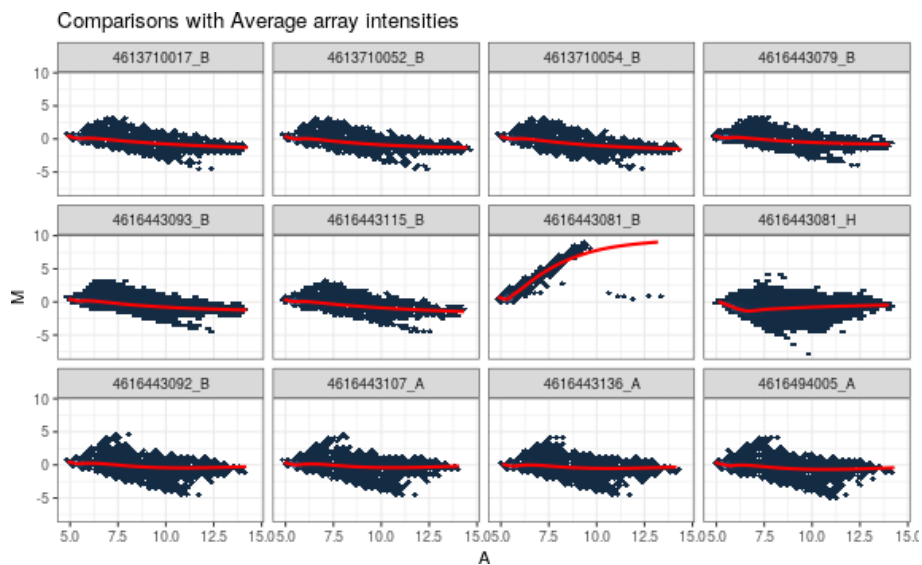 Comparisons with Average array intensities
4613710017_B 4613710052_B 4613710054_B 4616443079_B
10
5
0
-5
4616443093_B 4616443115_B 4616443081_B 4616443081_H
10
5
0
-5
M
4616443092_B 4616443107_A 4616443136_A 4616494005_A
10
5
0
-5
5.0 7.5 10.0 12.5 15.0 5.0 7.5 10.0 12.5 15.0 5.0 7.5 10.0 12.5 15.0 5.0 7.5 10.0 12.5 15.0
A